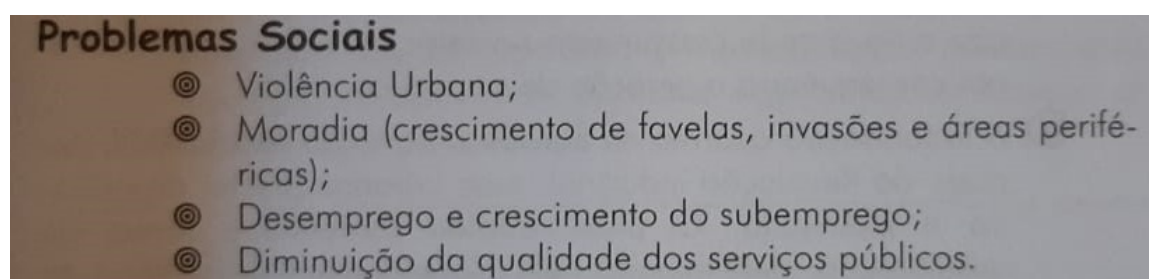 Problemas Sociais
◎ Violência Urbana;
◎ Moradia (crescimento de favelas, invasões e áreas perifé-
ricas);
◎ Desemprego e crescimento do subemprego;
◎ Diminuição da qualidade dos serviços públicos.